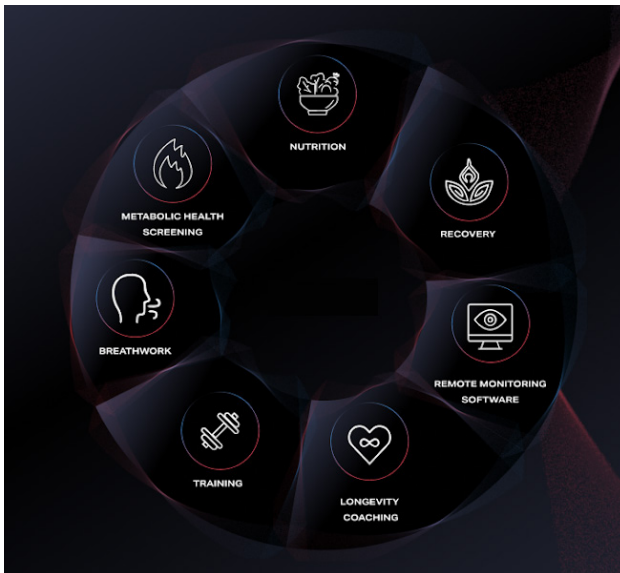 NUTRITION
RECOVERY
REMOTE MONITORING
SOFTWARE
LONGEVITY
COACHING
TRAINING
BREATHWORK
METABOLIC HEALTH
SCREENING